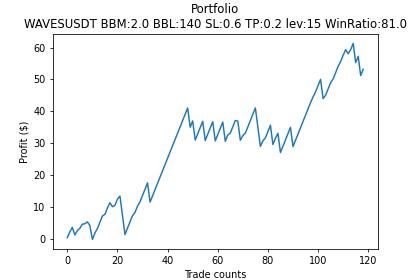 Portfolio
WAVESUSDT BBM:2.0 BBL:140 SL:0.6 TP:0.2 lev:15 WinRatio:81.0
60
50
40
30
20
10
0
Profit ($)
0 20 40 60 80 100 120
Trade counts